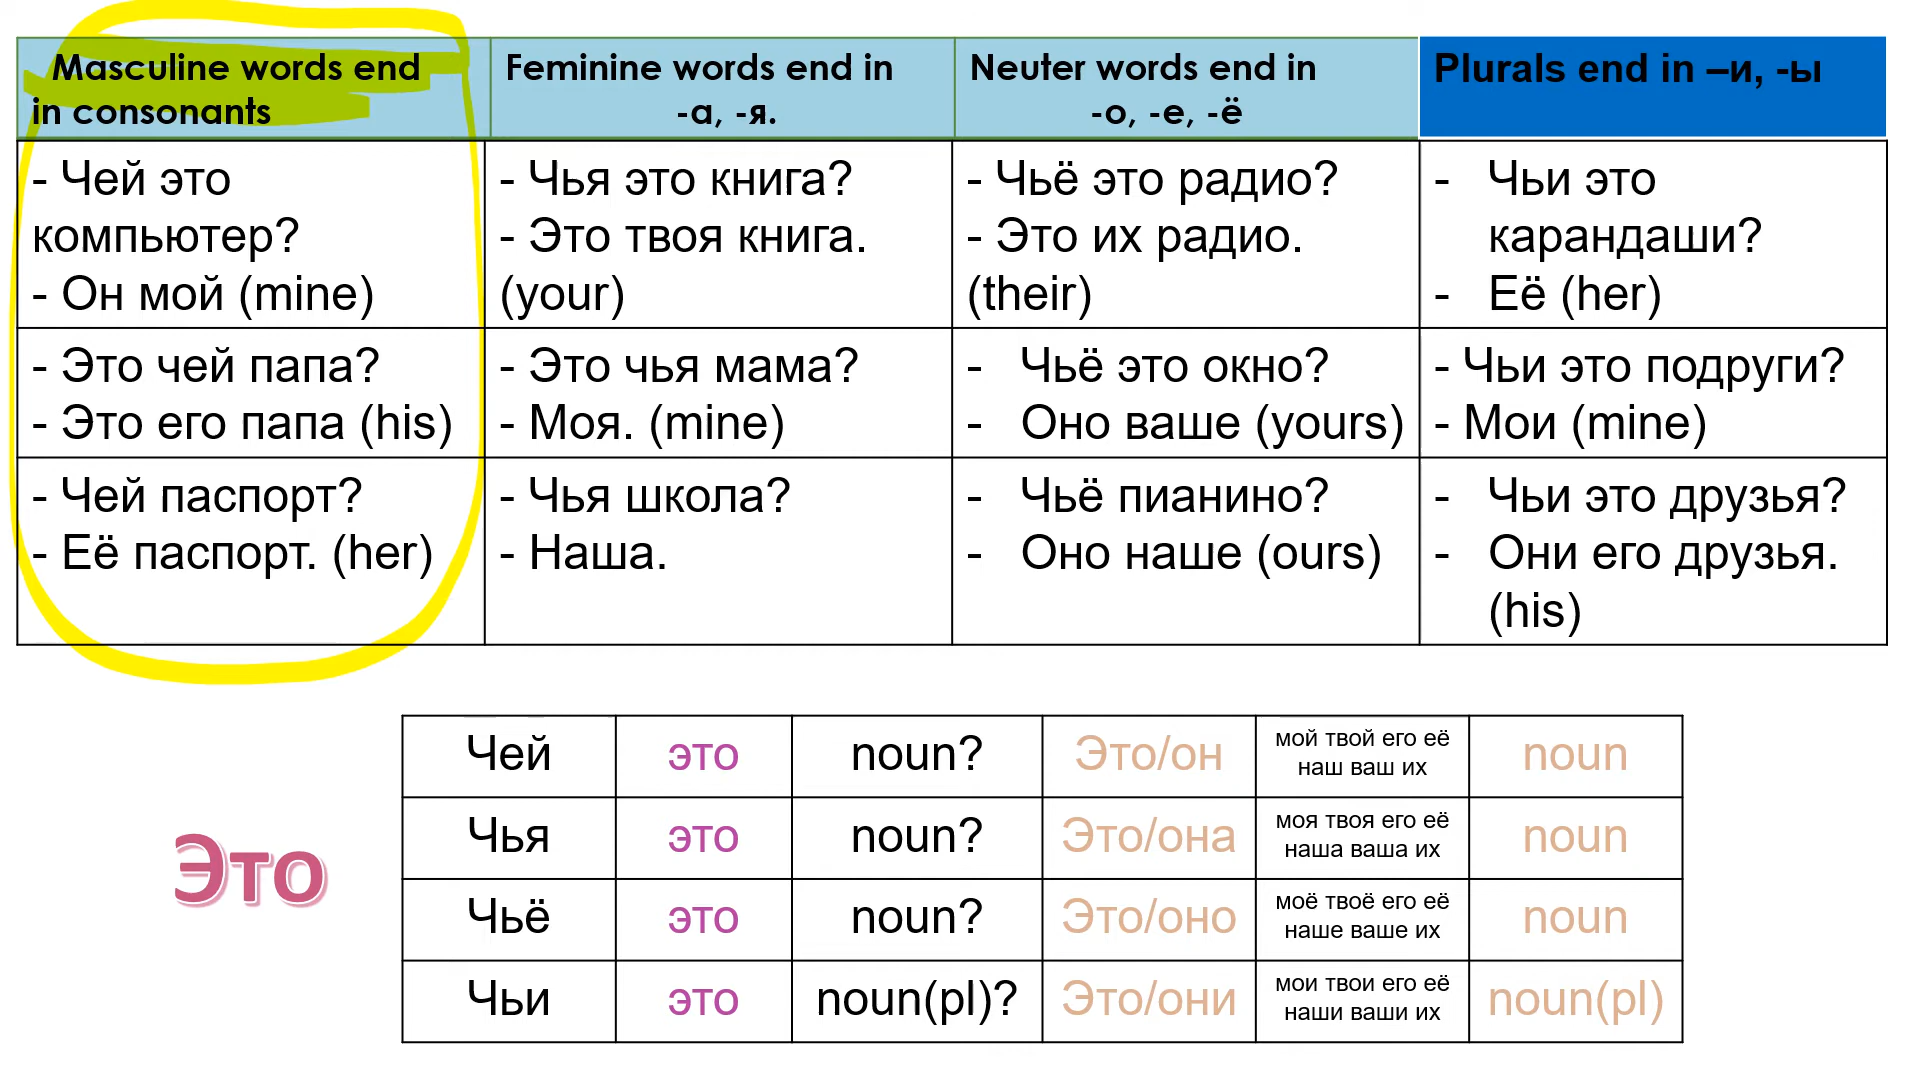 Masculine words end
in consonants
Feminine words end in
-а, -я.
Neuter words end in
-о, -е, -ё
Plurals end in –и, -ы
- Чей это
компьютер?
- Он мой (mine)
- Чья это книга?
- Это твоя книга.
(your)
- Чьё это радио?
- Это их радио.
(their)
- Чьи это
карандаши?
- Её (her)
- Это чей папа?
- Это его папа (his)
- Это чья мама?
- Моя. (mine)
- Чьё это окно?
- Оно ваше (yours)
- Чьи это подруги?
- Мои (mine)
- Чей паспорт?
- Её паспорт. (her)
- Чья школа?
- Наша.
- Чьё пианино?
- Оно наше (ours)
- Чьи это друзья?
- Они его друзья.
(his)
Это
Чей это noun? Это/он мой твой его её
наш ваш их
noun
Чья это noun? Это/она моя твоя его её
наша ваша их
noun
Чьё это noun? Это/оно моё твоё его её
наше ваше их
noun
Чьи это noun(pl)? Это/они мои твои его её
наши ваши их
noun(pl)